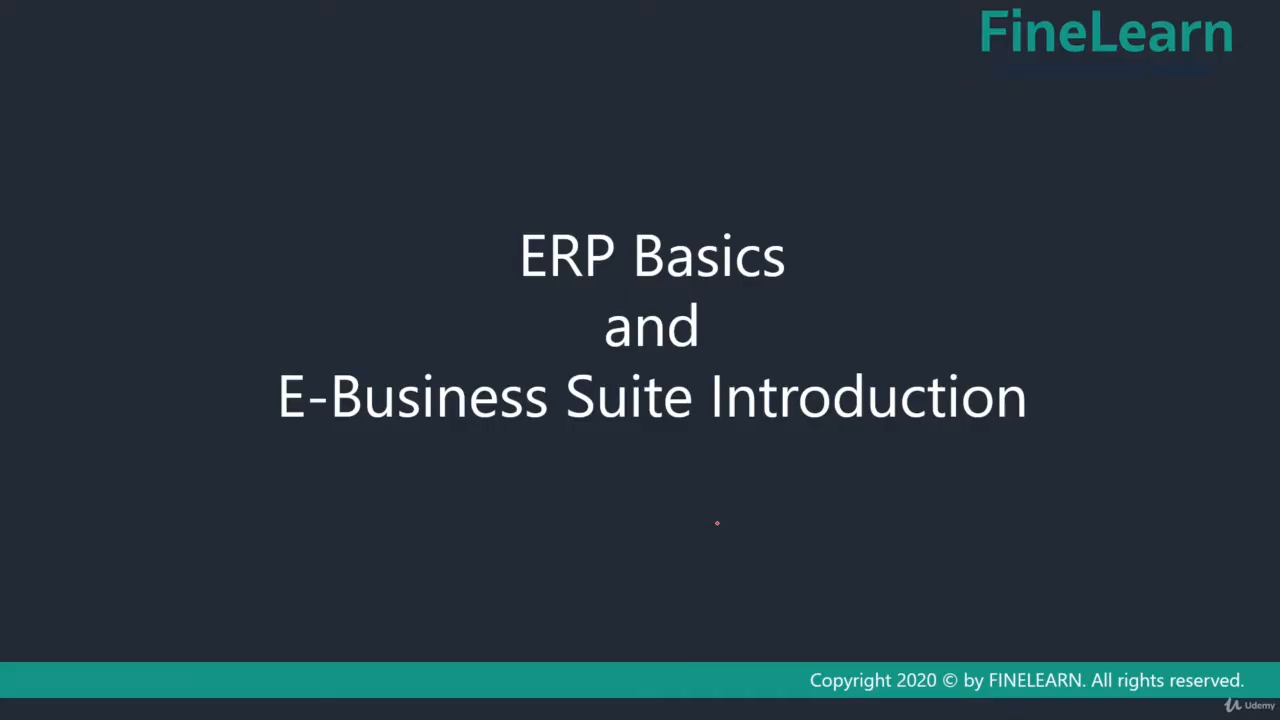 FineLearn
ERP Basics
and
E-Business Suite Introduction
Copyright 2020 © by FINELEARN. All rights reserved.
Udemy